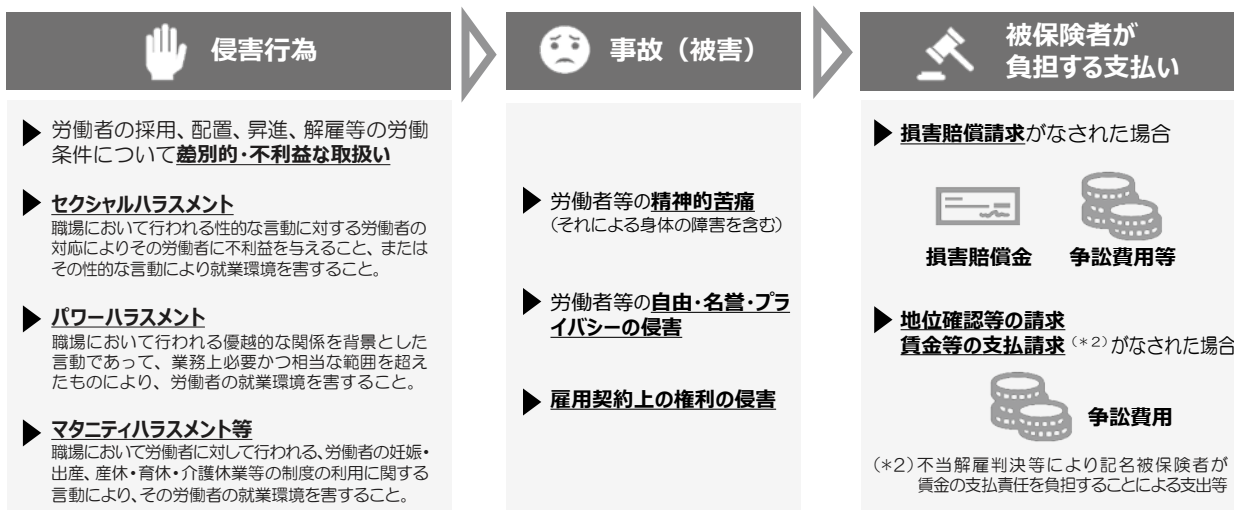 侵害行為
労働者の採用、配置、昇進、解雇等の労働
条件について差別的・不利益な取扱い
セクシャルハラスメント
職場において行われる性的な言動に対する労働者の
対応によりその労働者に不利益を与えること、または
その性的な言動により就業環境を害すること。
パワーハラスメント
職場において行われる優越的な関係を背景とした
言動であって、業務上必要かつ相当な範囲を超え
たものにより、労働者の就業環境を害すること。
マタニティハラスメント等
職場において労働者に対して行われる、労働者の妊娠・
出産、産休・育休・介護休業等の制度の利用に関する
言動により、その労働者の就業環境を害すること。
事故（被害）
労働者等の精神的苦痛
（それによる身体の障害を含む）
労働者等の自由・名誉・プラ
イバシーの侵害
雇用契約上の権利の侵害
被保険者が
負担する支払い
損害賠償請求がなされた場合
損害賠償金 争訟費用等
地位確認等の請求
賃金等の支払請求（*2）がなされた場合
争訟費用
（*2）不当解雇判決等により記名被保険者が
賃金の支払責任を負担することによる支出等